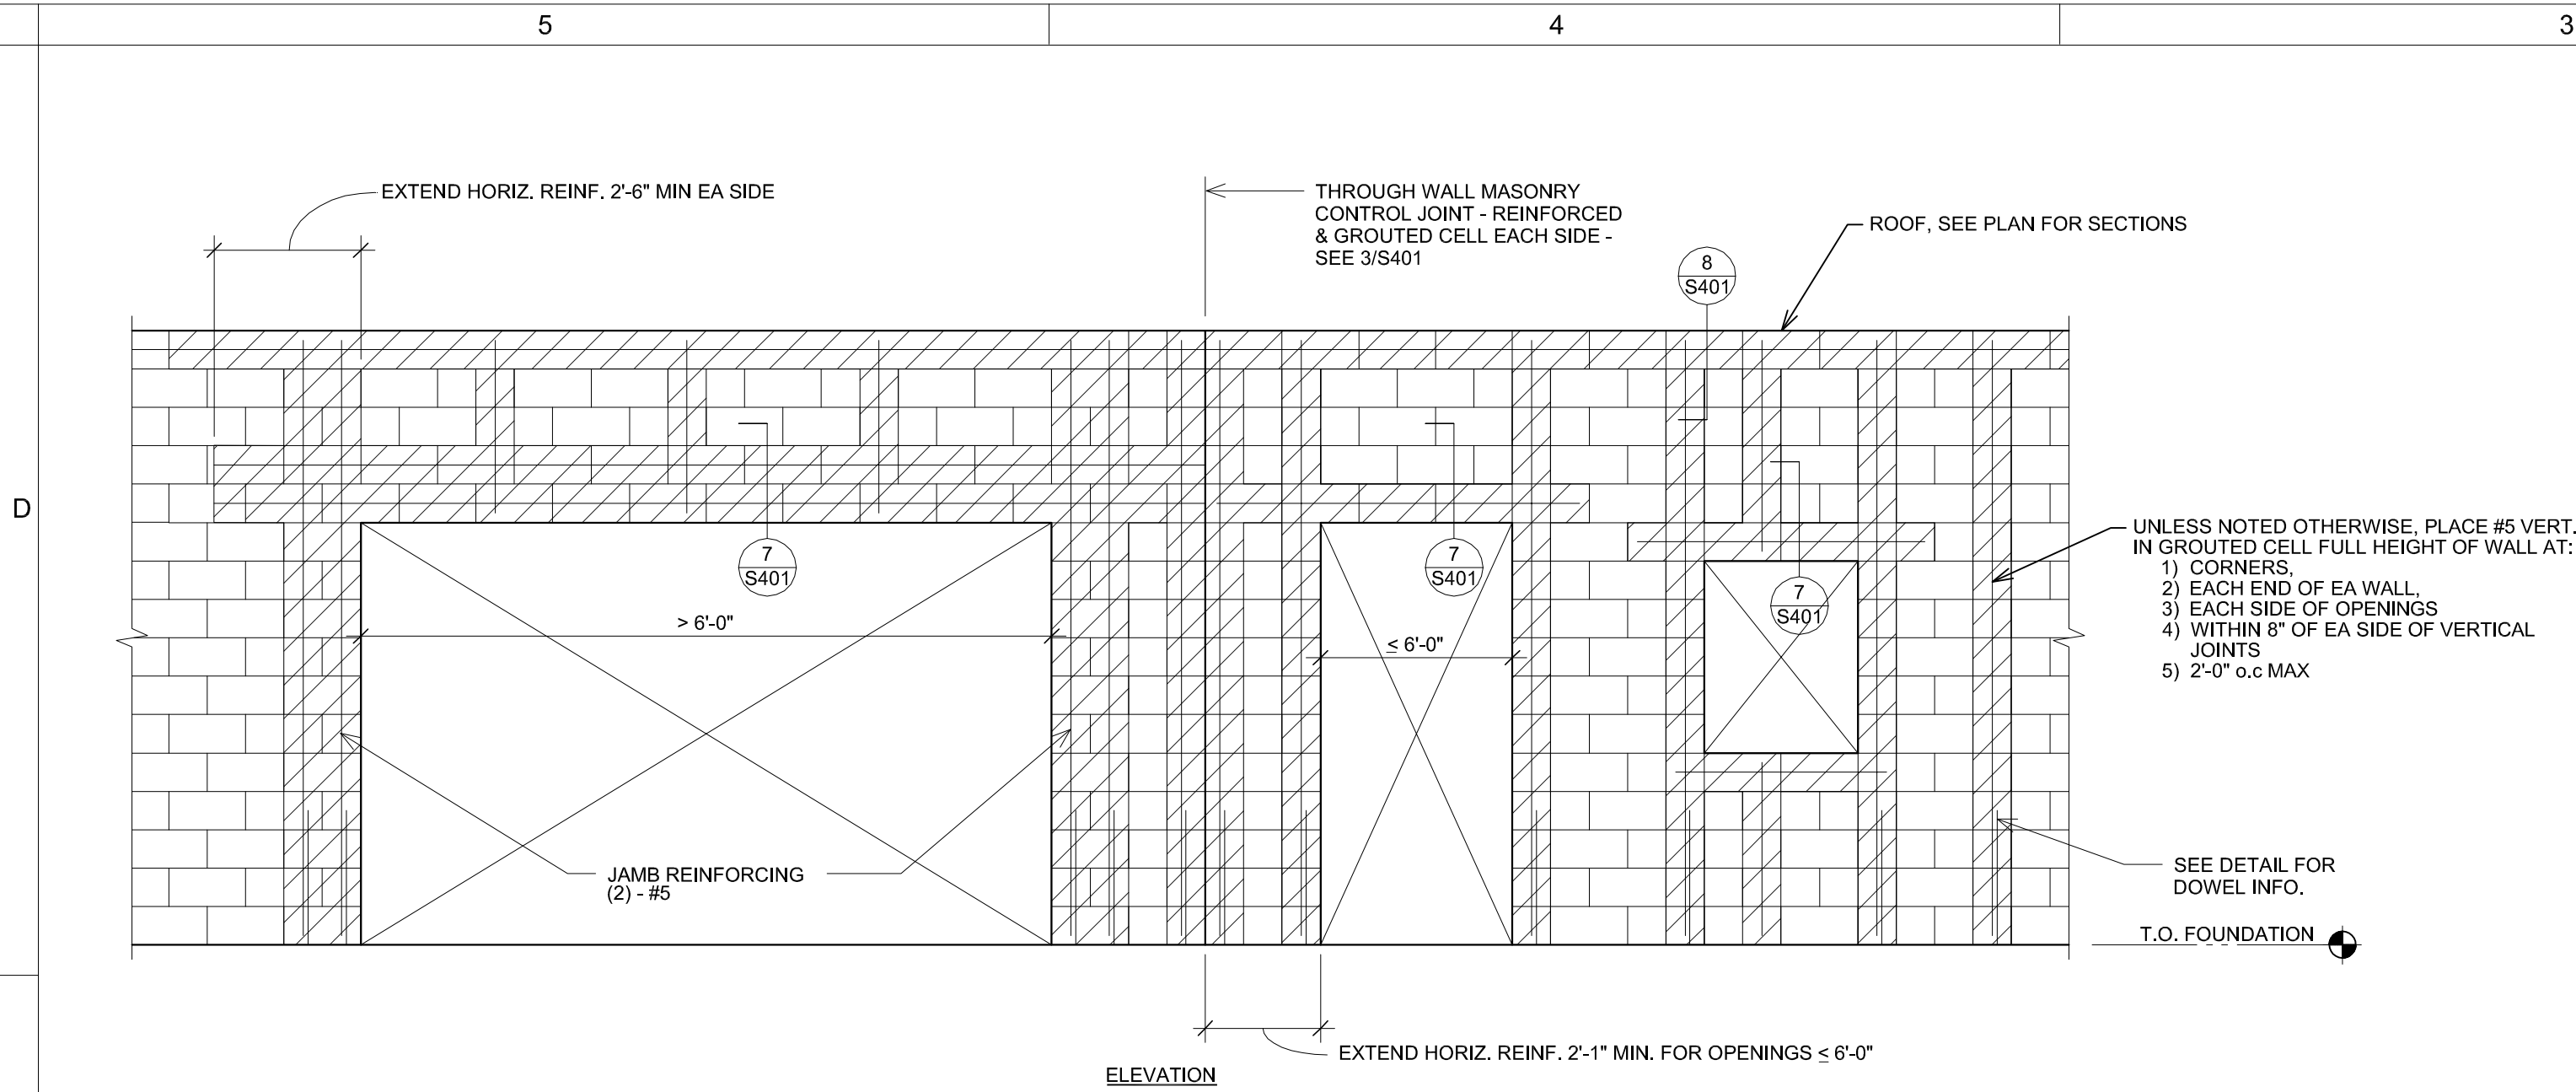 5
4
3
D
EXTEND HORIZ. REINF. 2'-6" MIN EA SIDE
THROUGH WALL MASONRY
CONTROL JOINT - REINFORCED
& GROUTED CELL EACH SIDE -
SEE 3/S401
ROOF, SEE PLAN FOR SECTIONS
8
S401
7
S401
7
S401
7
S401
> 6'-0"
≤ 6'-0"
UNLESS NOTED OTHERWISE, PLACE #5 VERT.
IN GROUTED CELL FULL HEIGHT OF WALL AT:
1) CORNERS,
2) EACH END OF EA WALL,
3) EACH SIDE OF OPENINGS
4) WITHIN 8" OF EA SIDE OF VERTICAL
JOINTS
5) 2'-0" o.c MAX
JAMB REINFORCING
(2) - #5
SEE DETAIL FOR
DOWEL INFO.
T.O. FOUNDATION
EXTEND HORIZ. REINF. 2'-1" MIN. FOR OPENINGS ≤ 6'-0"
ELEVATION